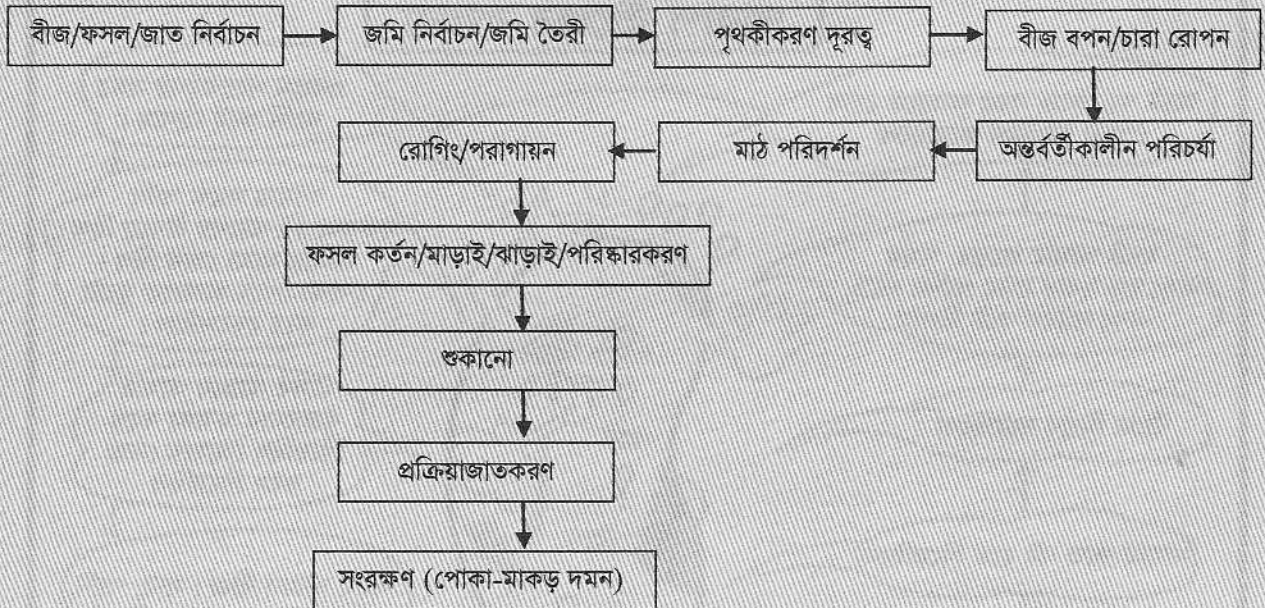 বীজ/ফসল/জাত নির্বাচন
জমি নির্বাচন/জমি তৈরী
পৃথকীকরণ দূরত্ব
বীজ বপন/চারা রোপন
অন্তর্বর্তীকালীন পরিচর্যা
মাঠ পরিদর্শন
রোগিং/পরাগায়ন
ফসল কর্তন/মাড়াই/ঝাড়াই/পরিষ্কারকরণ
শুকানো
প্রক্রিয়াজাতকরণ
সংরক্ষণ (পোকা-মাকড় দমন)